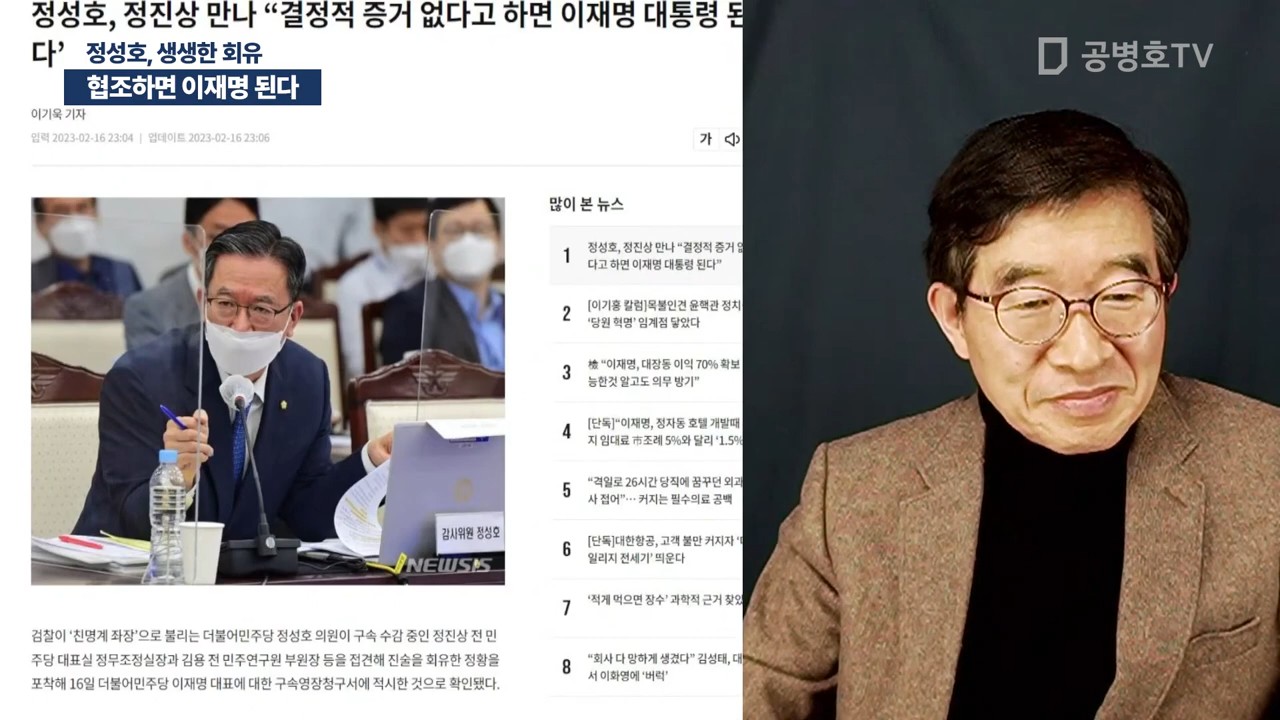 정성호, 정진상 만나 “결정적 증거 없다고 하면 이재명 대통령 된
다’
정성호, 생생한 회유
협조하면 이재명 된다
공병호TV
이기욱 기자
입력 2023-02-16 23:04 | 업데이트 2023-02-16 23:06
가
많이 본 뉴스
1
정성호, 정진상 만나 “결정적 증거 없
다고 하면 이재명 대통령 된다”
2
[이기홍 칼럼]목불인견 윤핵관 정치
‘당원 혁명’ 임계점 닿았다
3
檢 “이재명, 대장동 이익 70% 확보
능한것 알고도 의무 방기”
4
[단독]“이재명, 정자동 호텔 개발때
지 임대료 市조례 5%와 달리 ‘1.5%
5
“격일로 26시간 당직에 꿈꾸던 외과
사 접어”… 커지는 필수의료 공백
6
[단독]대한항공, 고객 불만 커지자
일리지 전세기’ 띄운다
7
‘적게 먹으면 장수’ 과학적 근거 찾았
8
“회사 다 망하게 생겼다” 김성태, 대
서 이화영에 ‘버럭’
감사위원 정성호
NEWSIS
검찰이 ‘친명계 좌장’으로 불리는 더불어민주당 정성호 의원이 구속 수감 중인 정진상 전 민
주당 대표실 정무조정실장과 김용 전 민주연구원 부원장 등을 접견해 진술을 회유한 정황을
포착해 16일 더불어민주당 이재명 대표에 대한 구속영장청구서에 적시한 것으로 확인됐다.